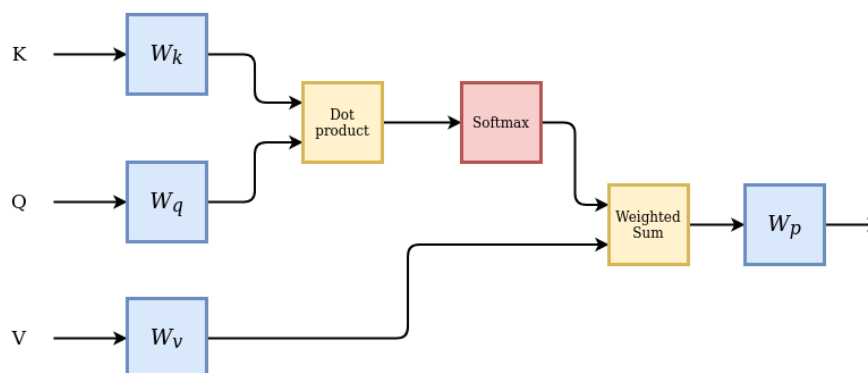 K
W_k
Dot
product
Softmax
Q
W_q
Weighted
Sum
W_p
V
W_v